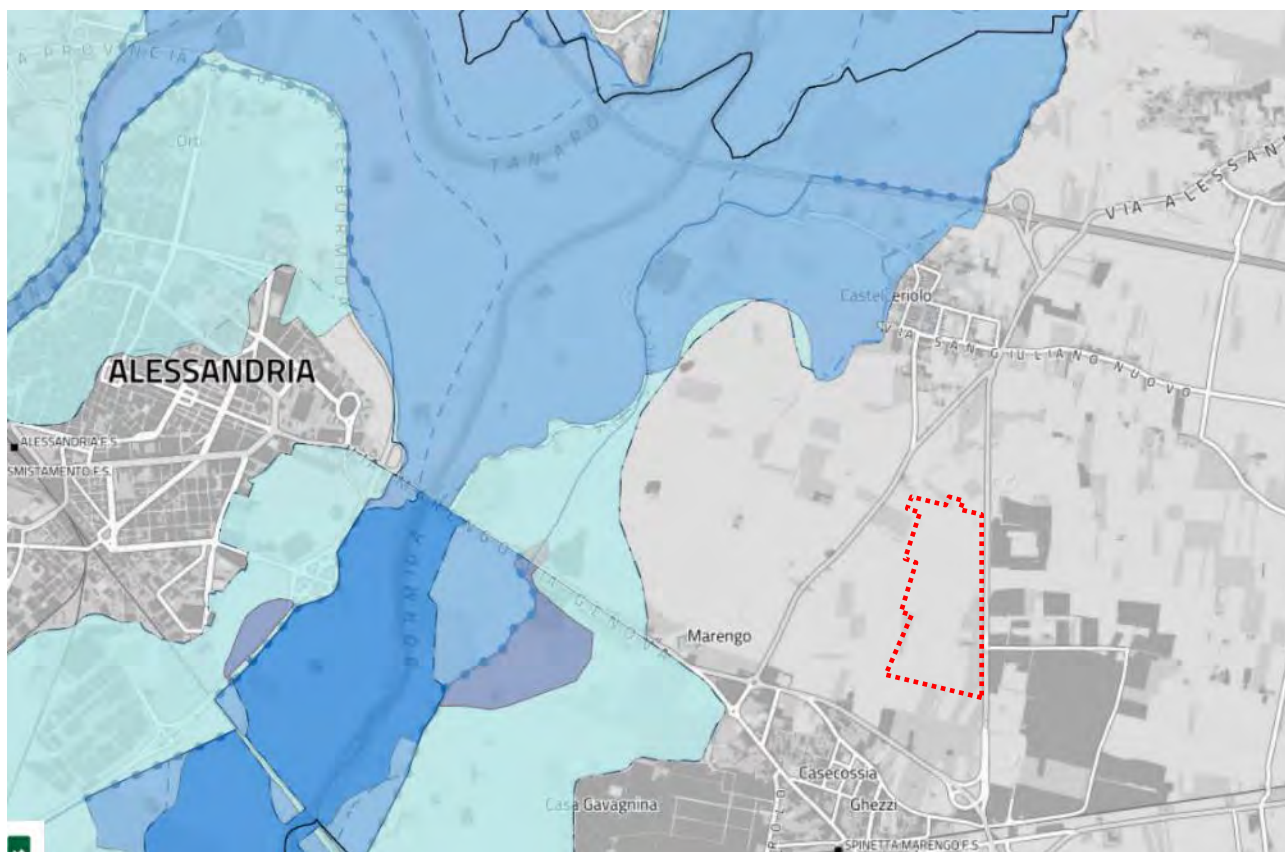 A PROVINCIA
Orti
TANARO
VIA ALESSAN
ALESSANDRIA
Castelceriolo
VIA SAN GIULIANO NUOVO
ALESSANDRIA F.S.
SMISTAMENTO F.S.
BORMIDA
VIA GENOVA
Marengo
Casecossia
Casa Gavagnina
Ghezzi
SPINETTA MARENGO F.S.